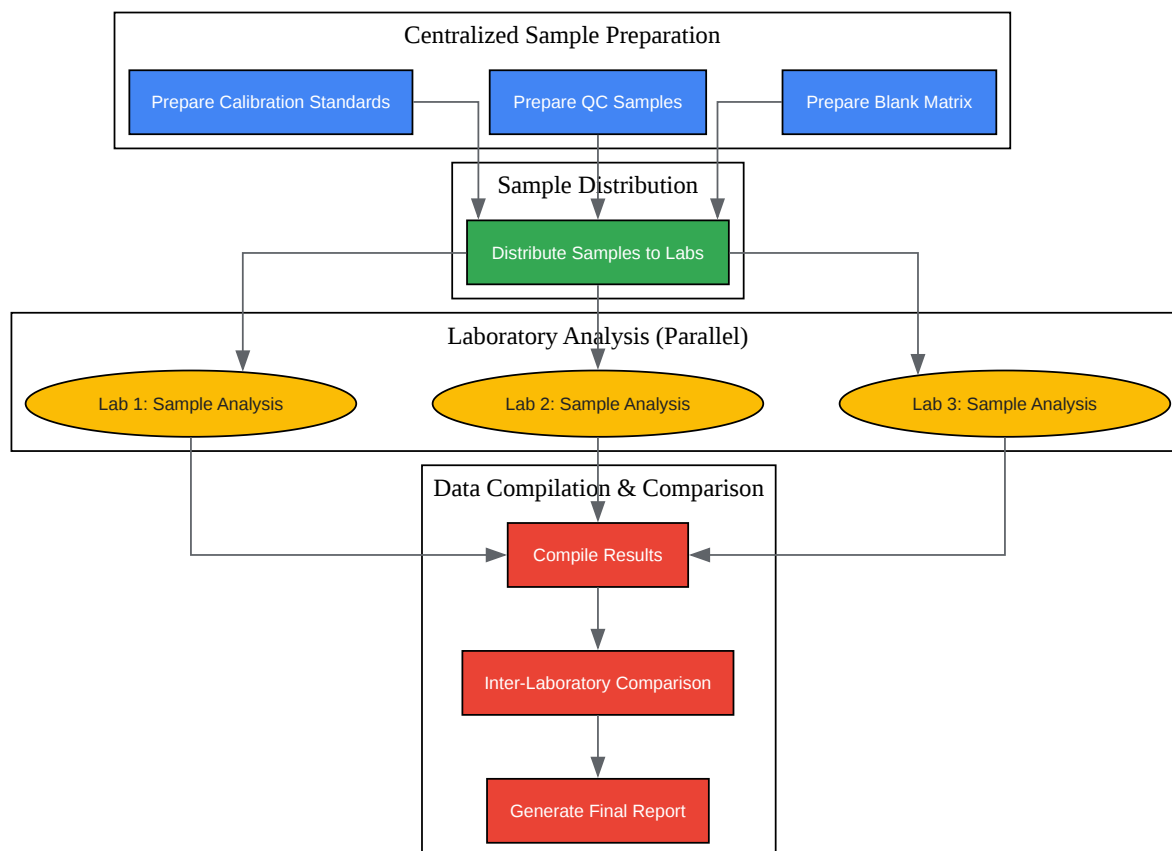 Centralized Sample Preparation
Prepare Calibration Standards
Prepare QC Samples
Prepare Blank Matrix
Sample Distribution
Distribute Samples to Labs
Laboratory Analysis (Parallel)
Lab 1: Sample Analysis
Lab 2: Sample Analysis
Lab 3: Sample Analysis
Data Compilation & Comparison
Compile Results
Inter-Laboratory Comparison
Generate Final Report